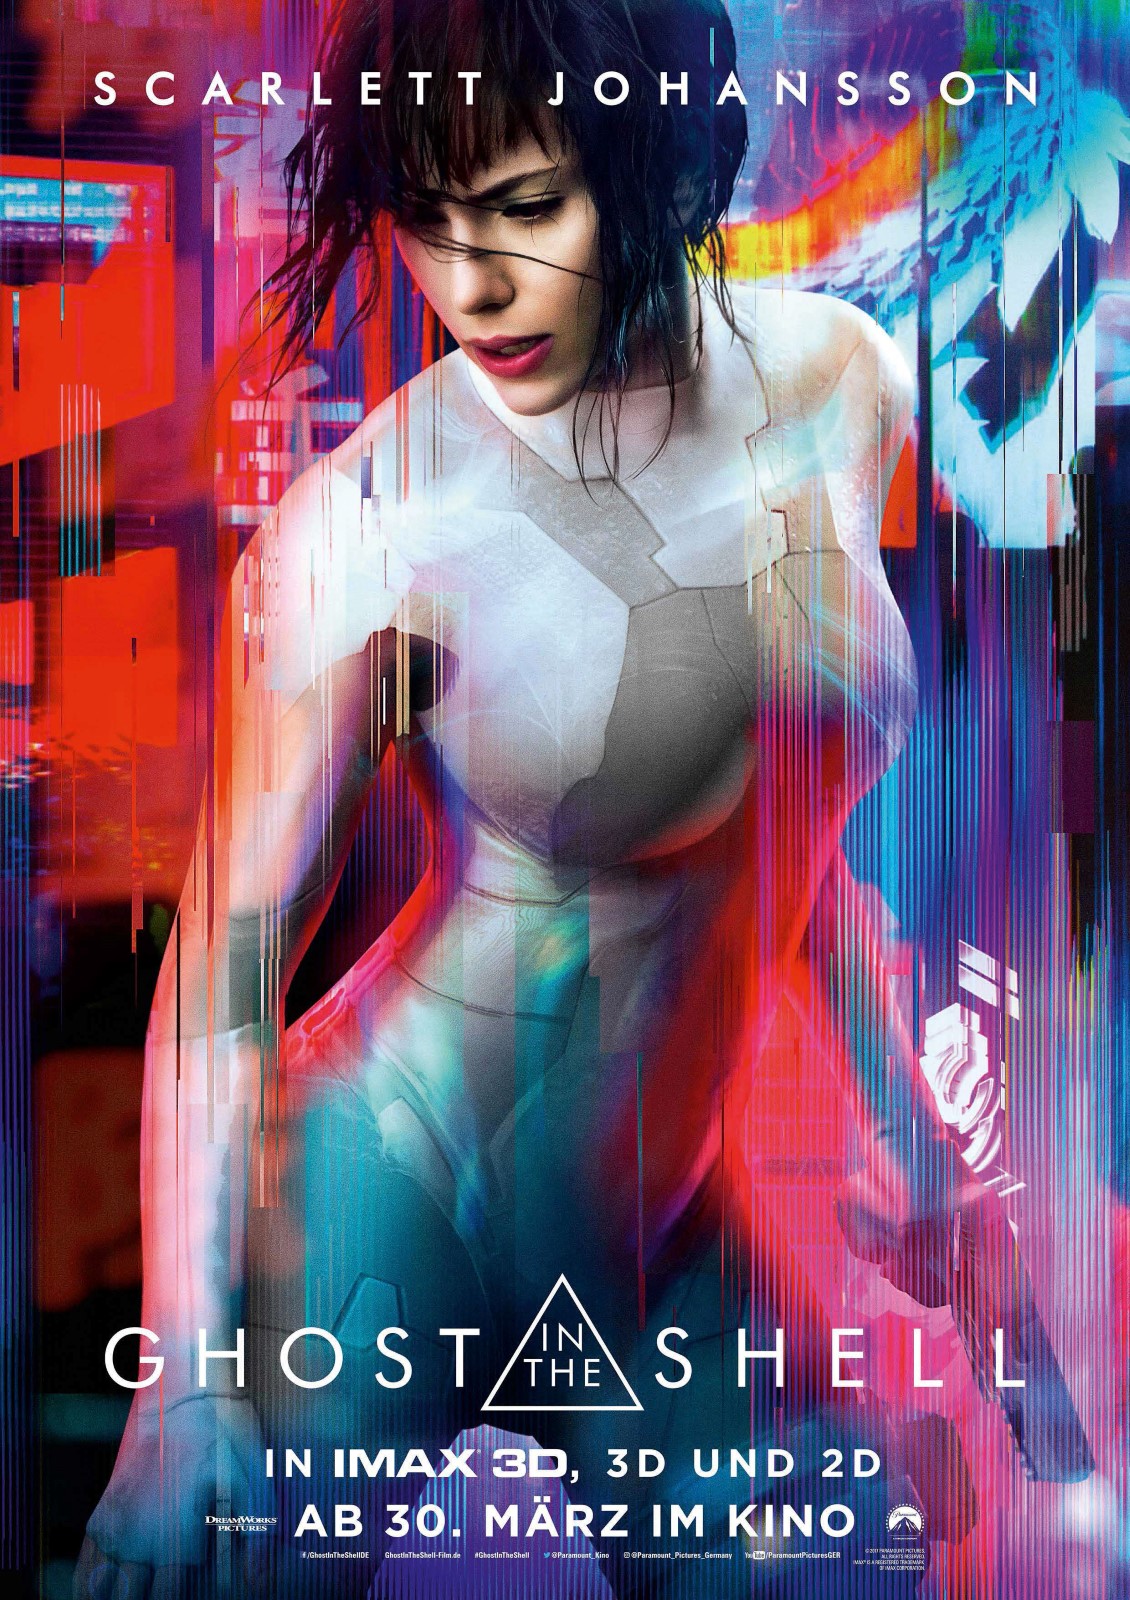 SCARLETT JOHANSSON
GHOST IN THE SHELL
IN IMAX® 3D, 3D UND 2D
DREAMWORKS PICTURES
AB 30. MÄRZ IM KINO
Paramount
/GhostInTheShellDE GhostInTheShell-Film.de #GhostInTheShell @Paramount_Kino @Paramount_Pictures_Germany YouTube/ParamountPicturesGER
© 2017 PARAMOUNT PICTURES.
ALL RIGHTS RESERVED.
IMAX® IS A REGISTERED TRADEMARK
OF IMAX CORPORATION.